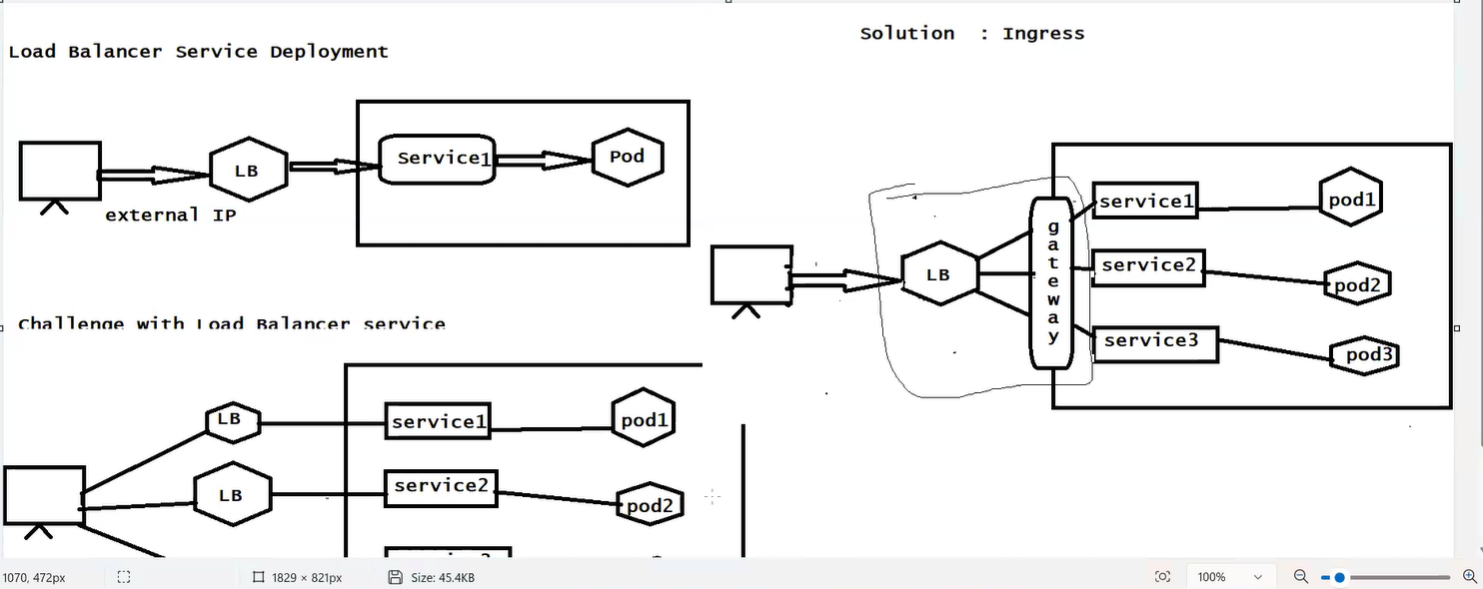 Load Balancer Service Deployment
LB
Service1
Pod
external IP
Challenge with Load Balancer service
LB
service1
pod1
LB
service2
pod2
Solution : Ingress
LB
gateway
service1
pod1
service2
pod2
service3
pod3
1070, 472px
1829 × 821px
Size: 45.4KB
100%